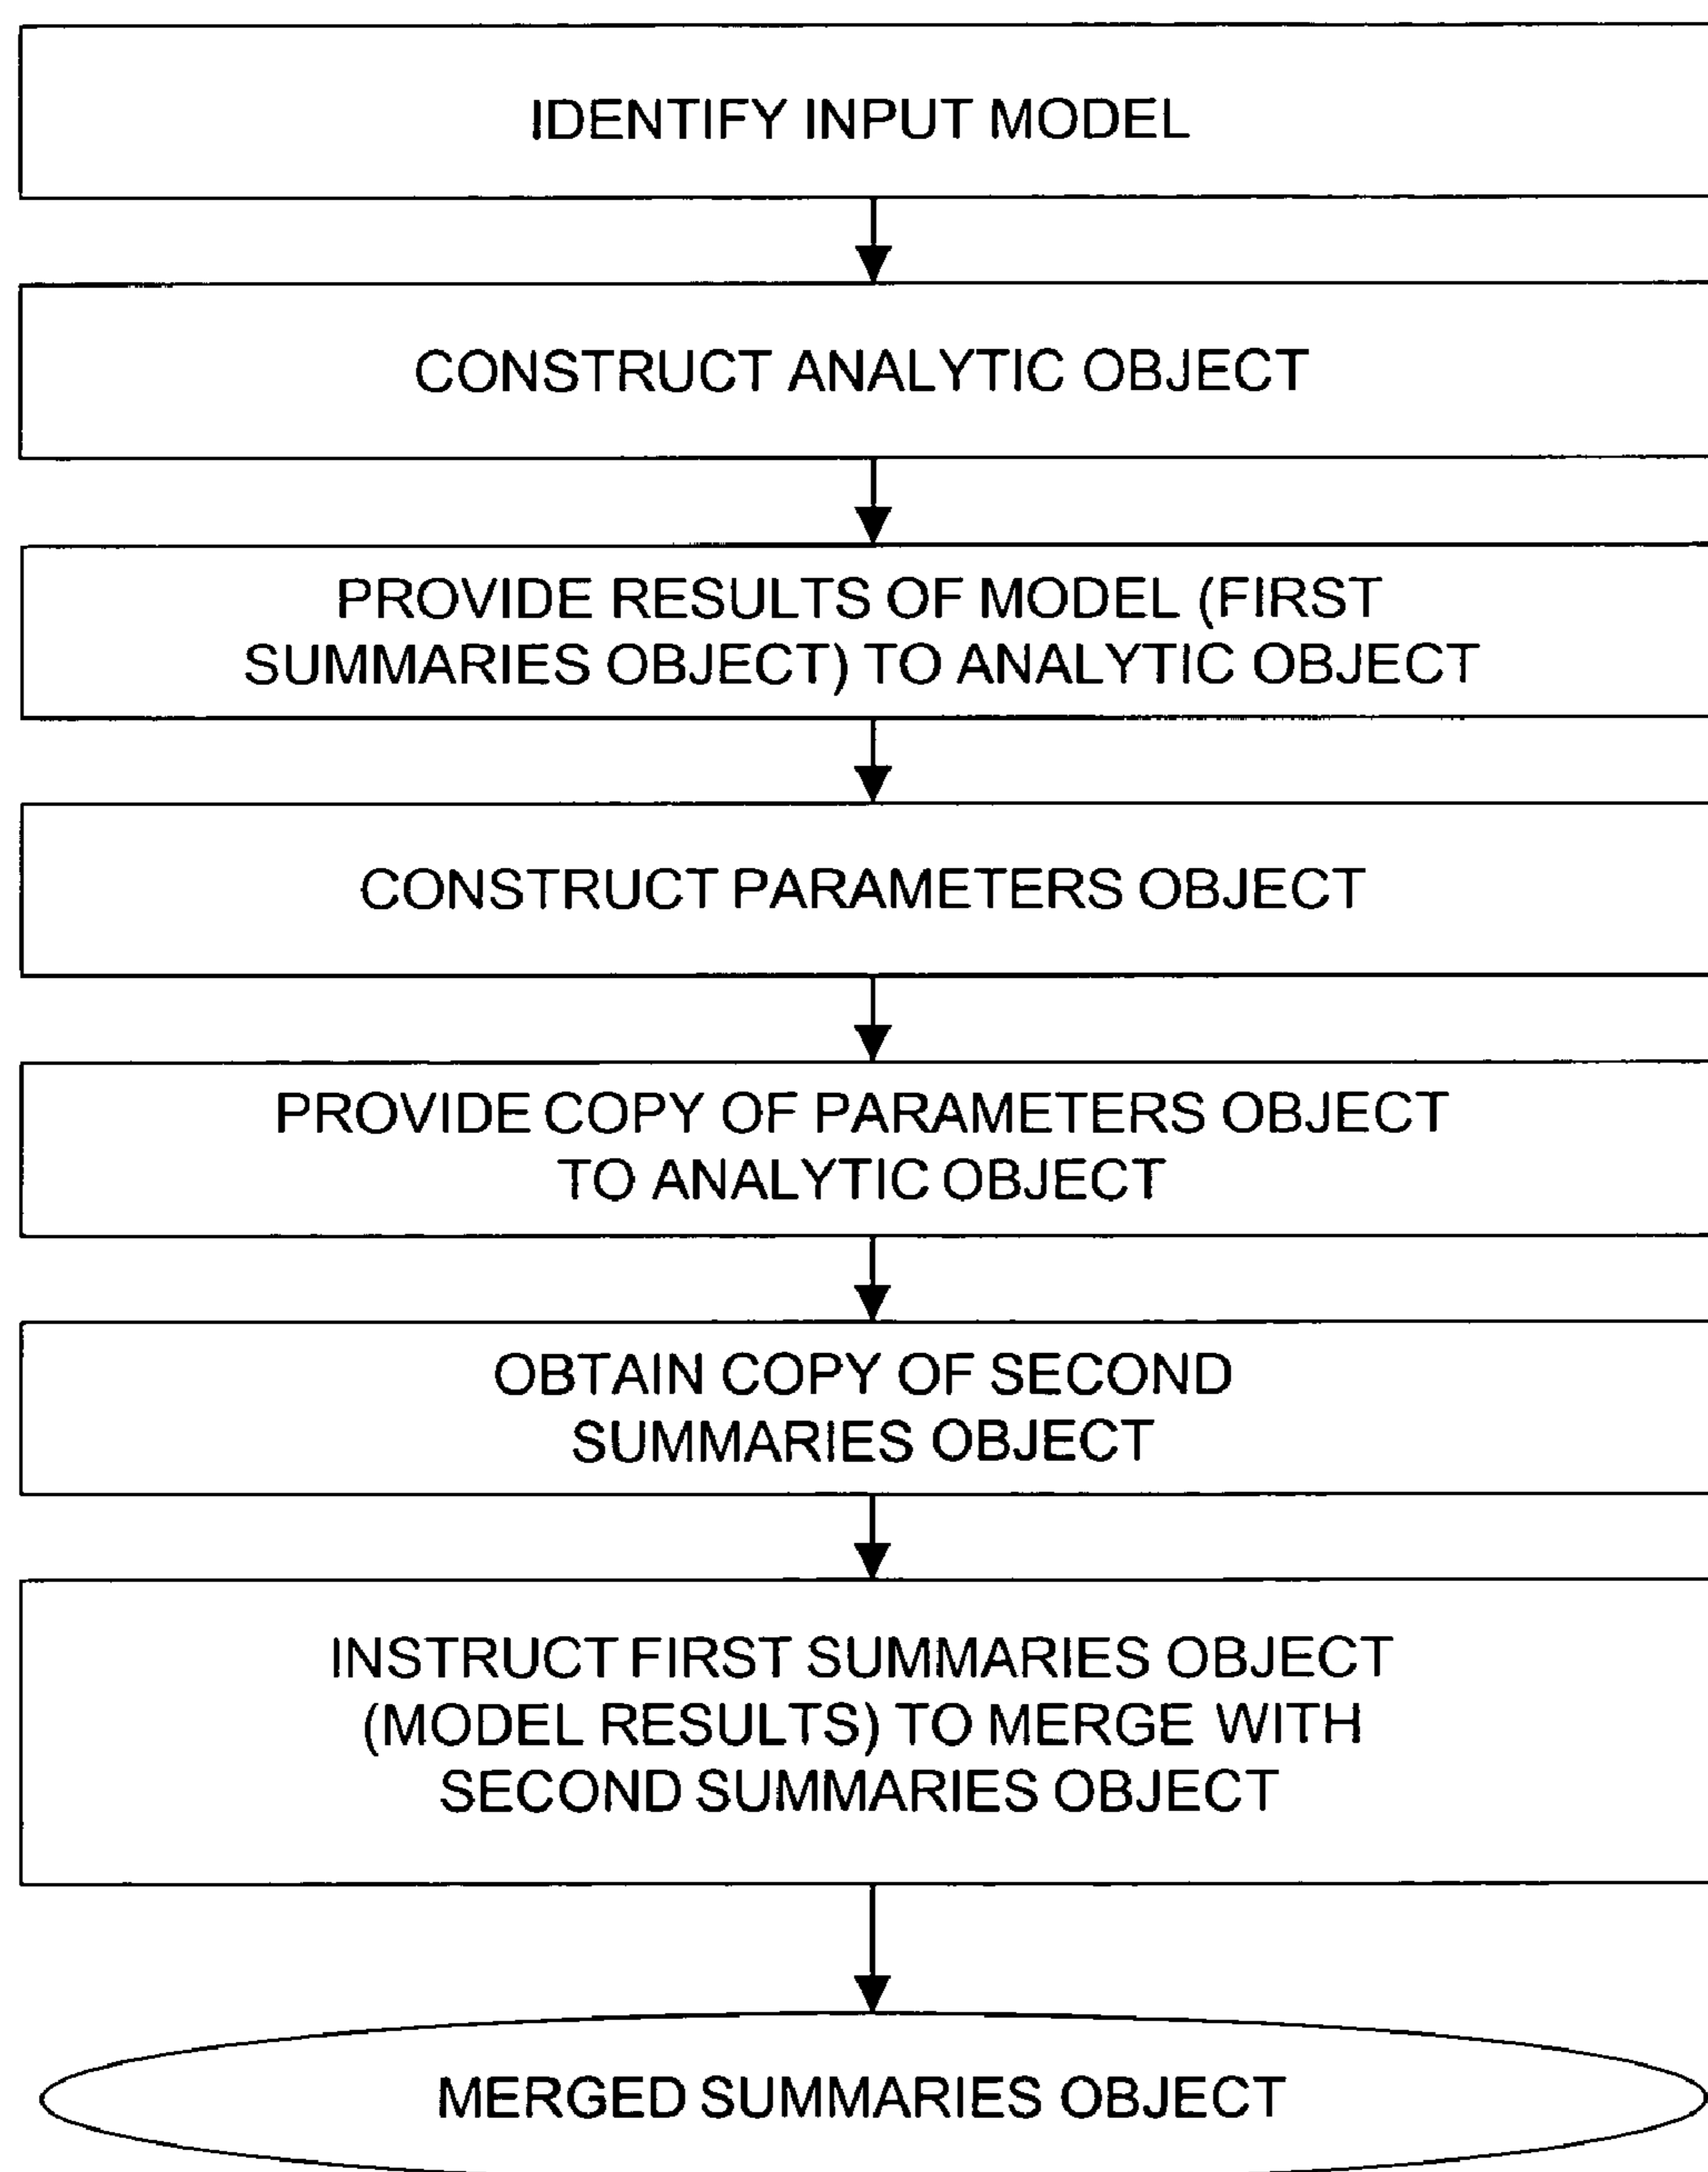 IDENTIFY INPUT MODEL
CONSTRUCT ANALYTIC OBJECT
PROVIDE RESULTS OF MODEL (FIRST
SUMMARIES OBJECT) TO ANALYTIC OBJECT
CONSTRUCT PARAMETERS OBJECT
PROVIDE COPY OF PARAMETERS OBJECT
TO ANALYTIC OBJECT
OBTAIN COPY OF SECOND
SUMMARIES OBJECT
INSTRUCT FIRST SUMMARIES OBJECT
(MODEL RESULTS) TO MERGE WITH
SECOND SUMMARIES OBJECT
MERGED SUMMARIES OBJECT